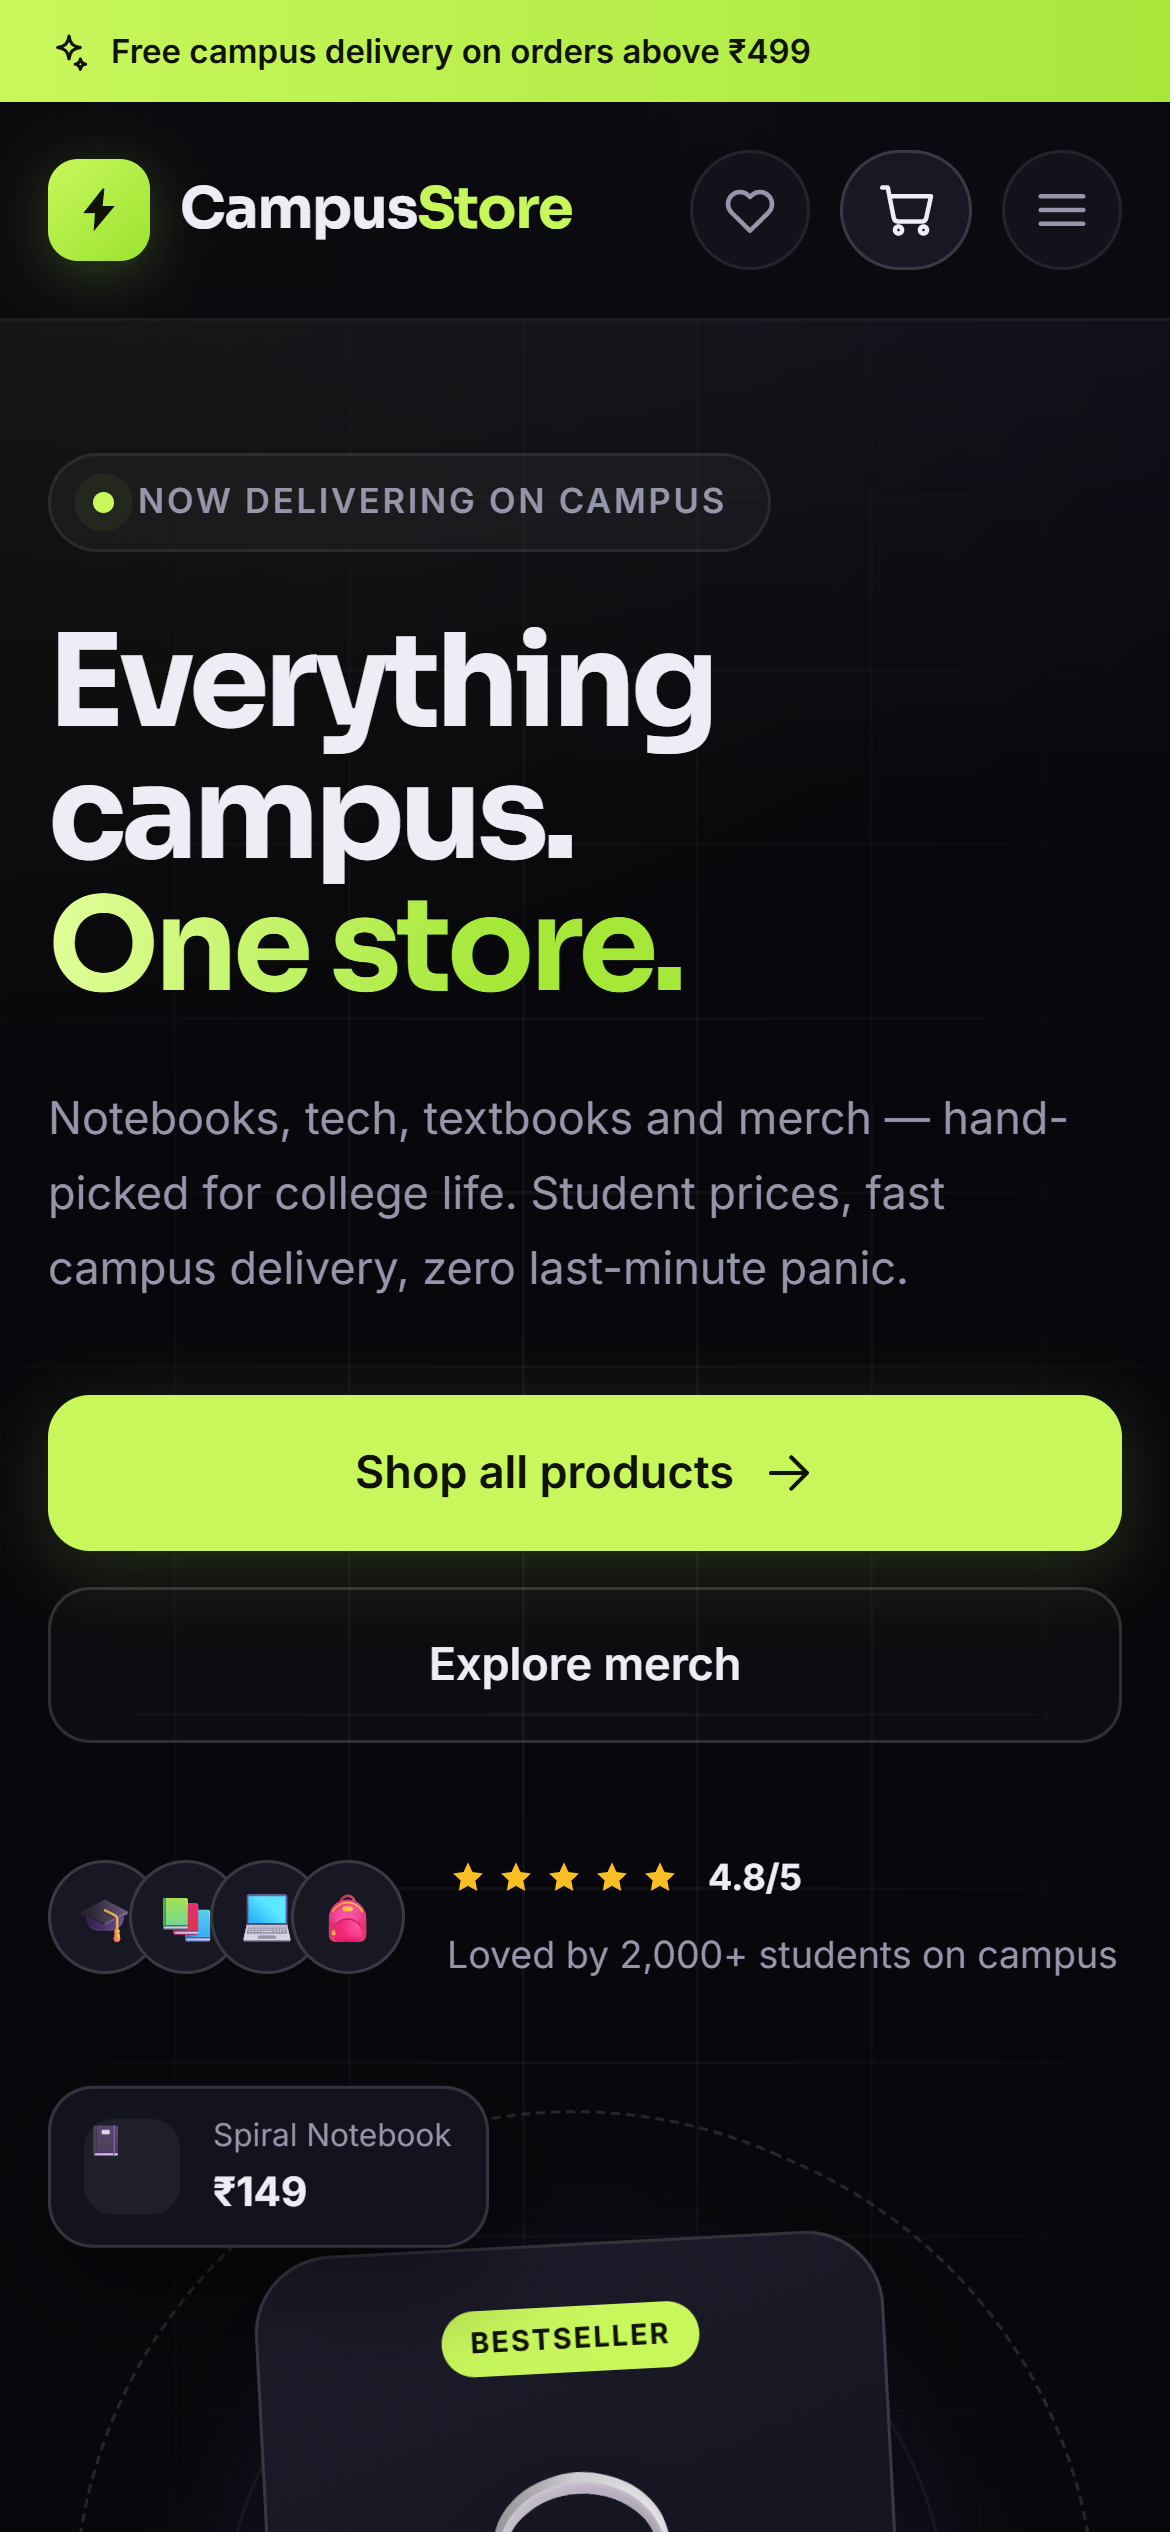 Free campus delivery on orders above ₹499
CampusStore
NOW DELIVERING ON CAMPUS
Everything
campus.
One store.
Notebooks, tech, textbooks and merch — hand-
picked for college life. Student prices, fast
campus delivery, zero last-minute panic.
Shop all products
Explore merch
4.8/5
Loved by 2,000+ students on campus
Spiral Notebook
₹149
BESTSELLER